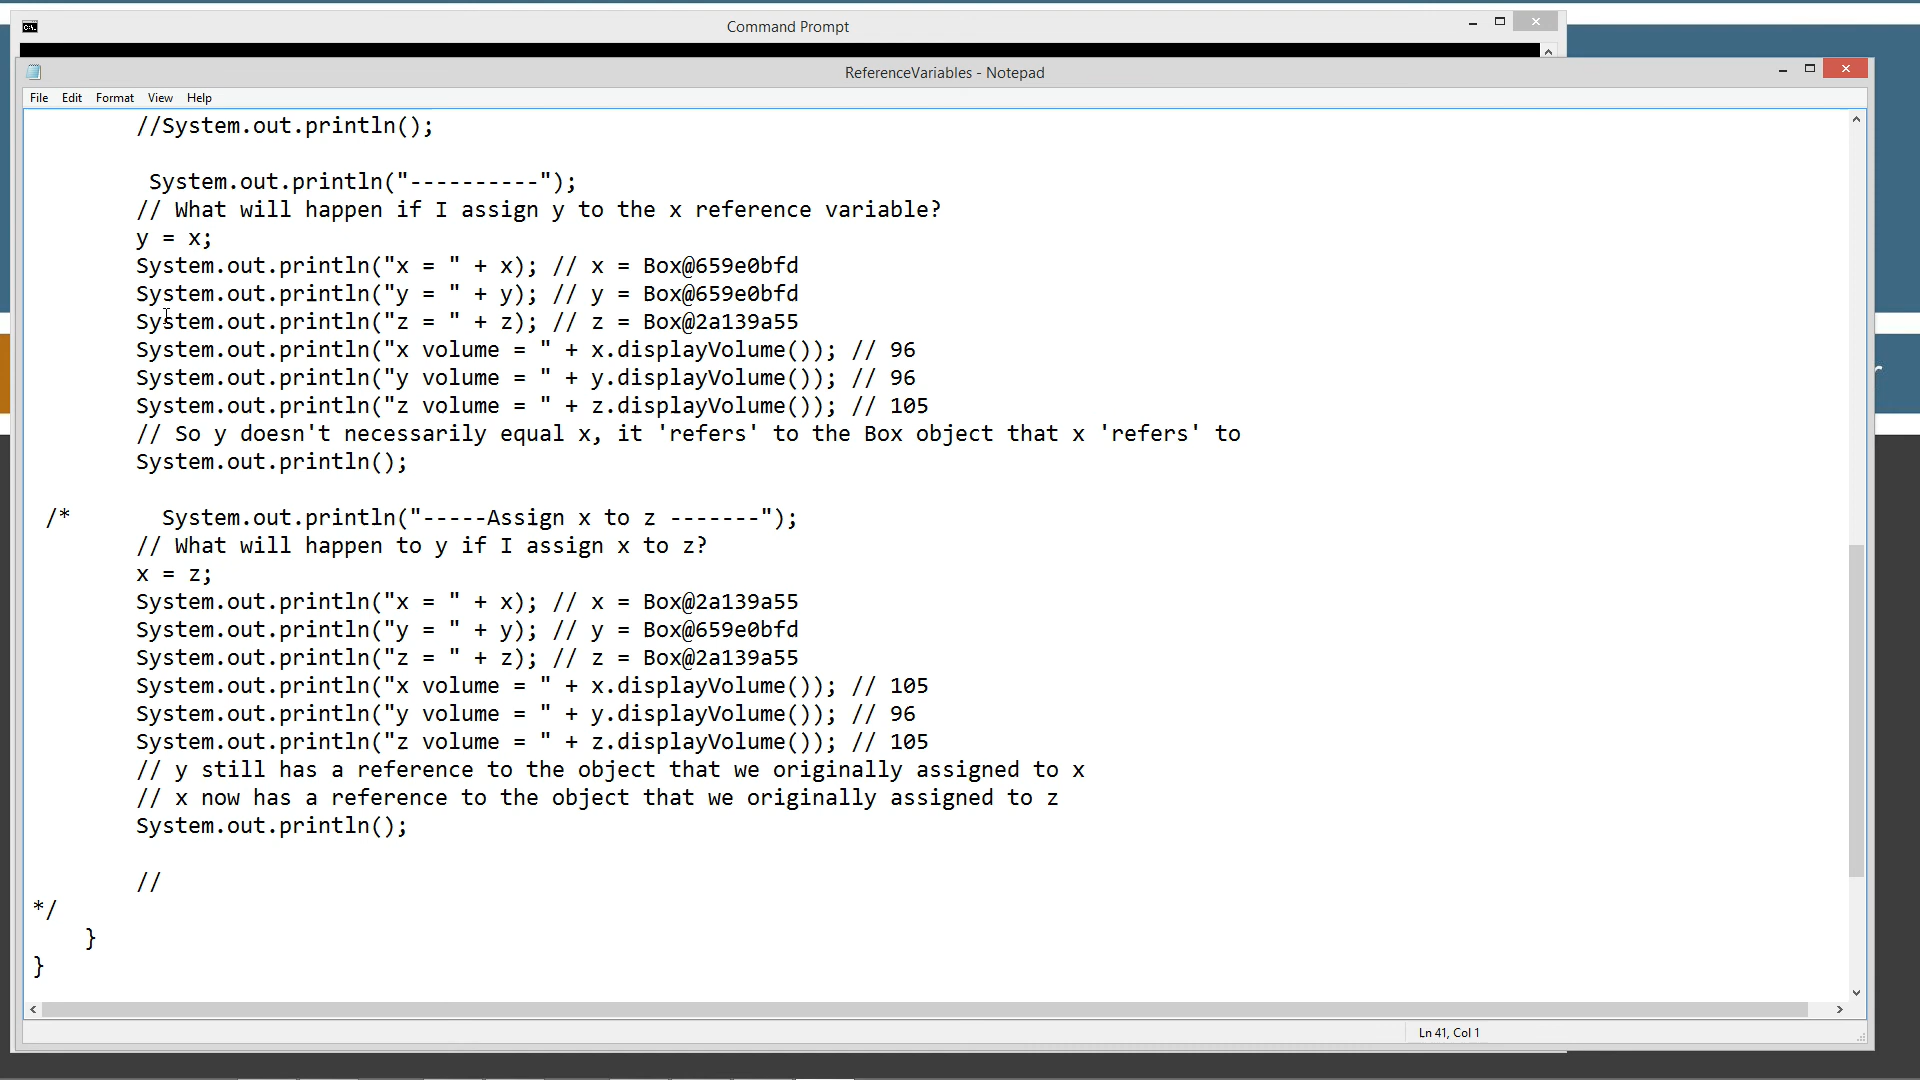 Command Prompt
ReferenceVariables - Notepad
File Edit Format View Help
//System.out.println();
System.out.println("----------");
// What will happen if I assign y to the x reference variable?
y = x;
System.out.println("x = " + x); // x = Box@659e0bfd
System.out.println("y = " + y); // y = Box@659e0bfd
System.out.println("z = " + z); // z = Box@2a139a55
System.out.println("x volume = " + x.displayVolume()); // 96
System.out.println("y volume = " + y.displayVolume()); // 96
System.out.println("z volume = " + z.displayVolume()); // 105
// So y doesn't necessarily equal x, it 'refers' to the Box object that x 'refers' to
System.out.println();
/* System.out.println("-----Assign x to z -------");
// What will happen to y if I assign x to z?
x = z;
System.out.println("x = " + x); // x = Box@2a139a55
System.out.println("y = " + y); // y = Box@659e0bfd
System.out.println("z = " + z); // z = Box@2a139a55
System.out.println("x volume = " + x.displayVolume()); // 105
System.out.println("y volume = " + y.displayVolume()); // 96
System.out.println("z volume = " + z.displayVolume()); // 105
// y still has a reference to the object that we originally assigned to x
// x now has a reference to the object that we originally assigned to z
System.out.println();
//
*/
}
}
Ln 41, Col 1